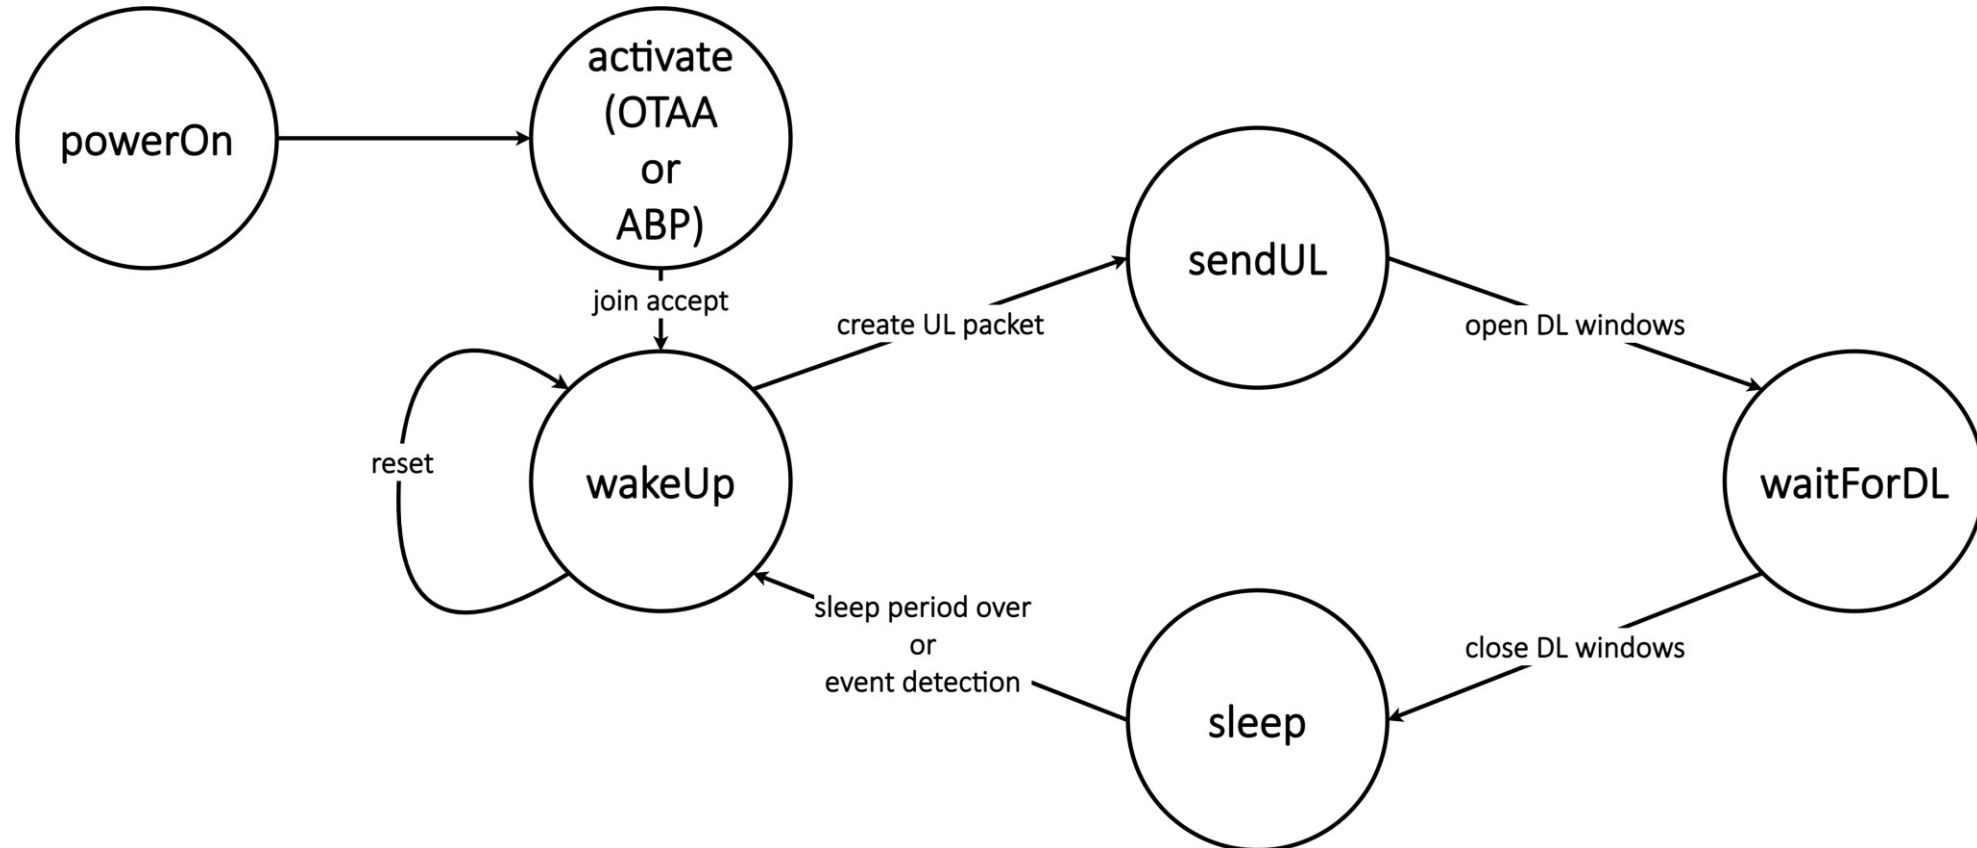 powerOn
activate
(OTAA
or
ABP)
join accept
reset
wakeUp
create UL packet
sendUL
open DL windows
waitForDL
close DL windows
sleep
sleep period over
or
event detection